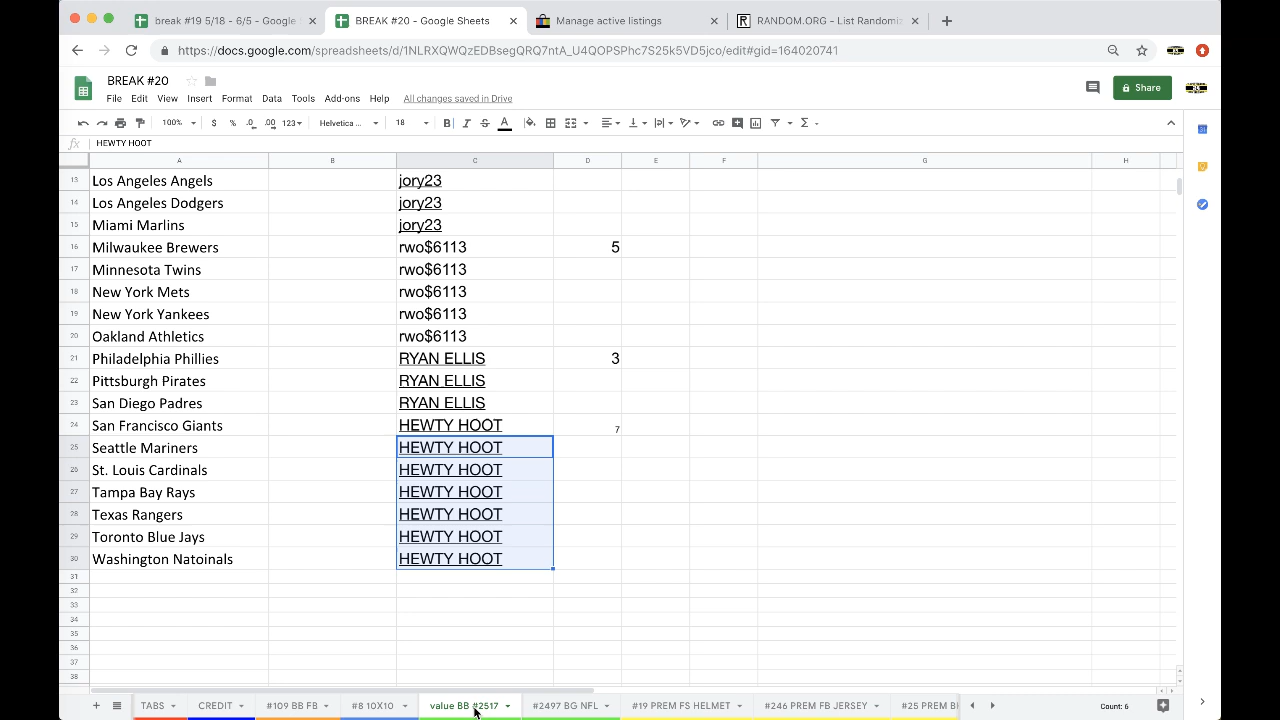 break #19 5/18 - 6/5 - Google
BREAK #20 - Google Sheets
Manage active listings
RANDOM.ORG - List Randomiz
https://docs.google.com/spreadsheets/d/1NLRXQWQzEDBsegQRQ7ntA_U4QOPSPhc7S25k5VD5jco/edit#gid=164020741
BREAK #20
File Edit View Insert Format Data Tools Add-ons Help All changes saved in Drive
Share
100% $ % .0 .00 123 Helvetica ... 18 B I S A
fx HEWTY HOOT
A B C D E F G H
13 Los Angeles Angels jory23
14 Los Angeles Dodgers jory23
15 Miami Marlins jory23
16 Milwaukee Brewers rwo$6113 5
17 Minnesota Twins rwo$6113
18 New York Mets rwo$6113
19 New York Yankees rwo$6113
20 Oakland Athletics rwo$6113
21 Philadelphia Phillies RYAN ELLIS 3
22 Pittsburgh Pirates RYAN ELLIS
23 San Diego Padres RYAN ELLIS
24 San Francisco Giants HEWTY HOOT 7
25 Seattle Mariners HEWTY HOOT
26 St. Louis Cardinals HEWTY HOOT
27 Tampa Bay Rays HEWTY HOOT
28 Texas Rangers HEWTY HOOT
29 Toronto Blue Jays HEWTY HOOT
30 Washington Natoinals HEWTY HOOT
31
32
33
34
35
36
37
38
TABS CREDIT #109 BB FB #8 10X10 value BB #2517 #2497 BG NFL #19 PREM FS HELMET #246 PREM FB JERSEY #25 PREM B Count: 6